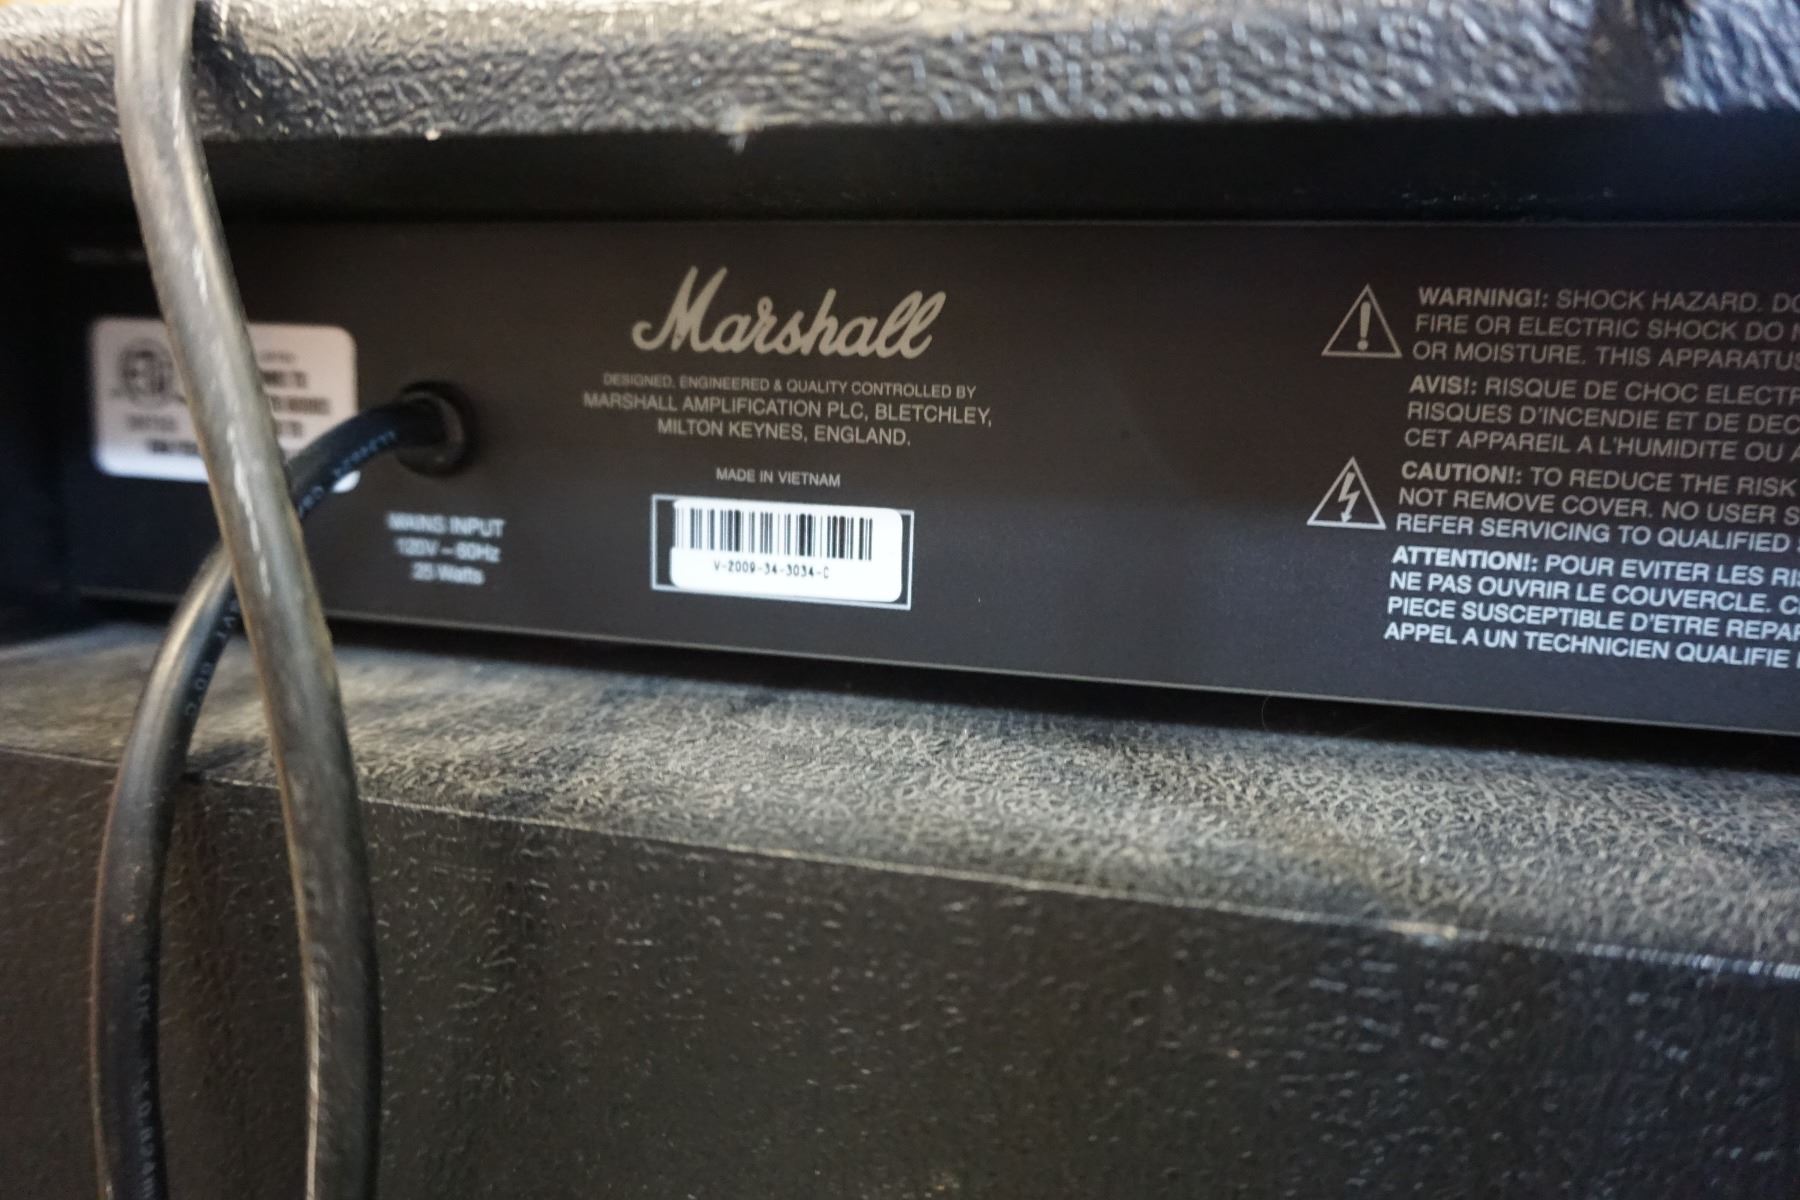 Marshall
DESIGNED, ENGINEERED & QUALITY CONTROLLED BY
MARSHALL AMPLIFICATION PLC, BLETCHLEY,
MILTON KEYNES, ENGLAND.
MADE IN VIETNAM
V-2009-34-3034-C
MAINS INPUT
120V ~ 60Hz
25 Watts
WARNING!: SHOCK HAZARD. DO
FIRE OR ELECTRIC SHOCK DO
OR MOISTURE. THIS APPARATUS
AVIS!: RISQUE DE CHOC ELECTR
RISQUES D'INCENDIE ET DE DEC
CET APPAREIL A L'HUMIDITE OU
CAUTION!: TO REDUCE THE RISK
NOT REMOVE COVER. NO USER S
REFER SERVICING TO QUALIFIED
ATTENTION!: POUR EVITER LES RI
NE PAS OUVRIR LE COUVERCLE. C
PIECE SUSCEPTIBLE D'ETRE REPAR
APPEL A UN TECHNICIEN QUALIFIE